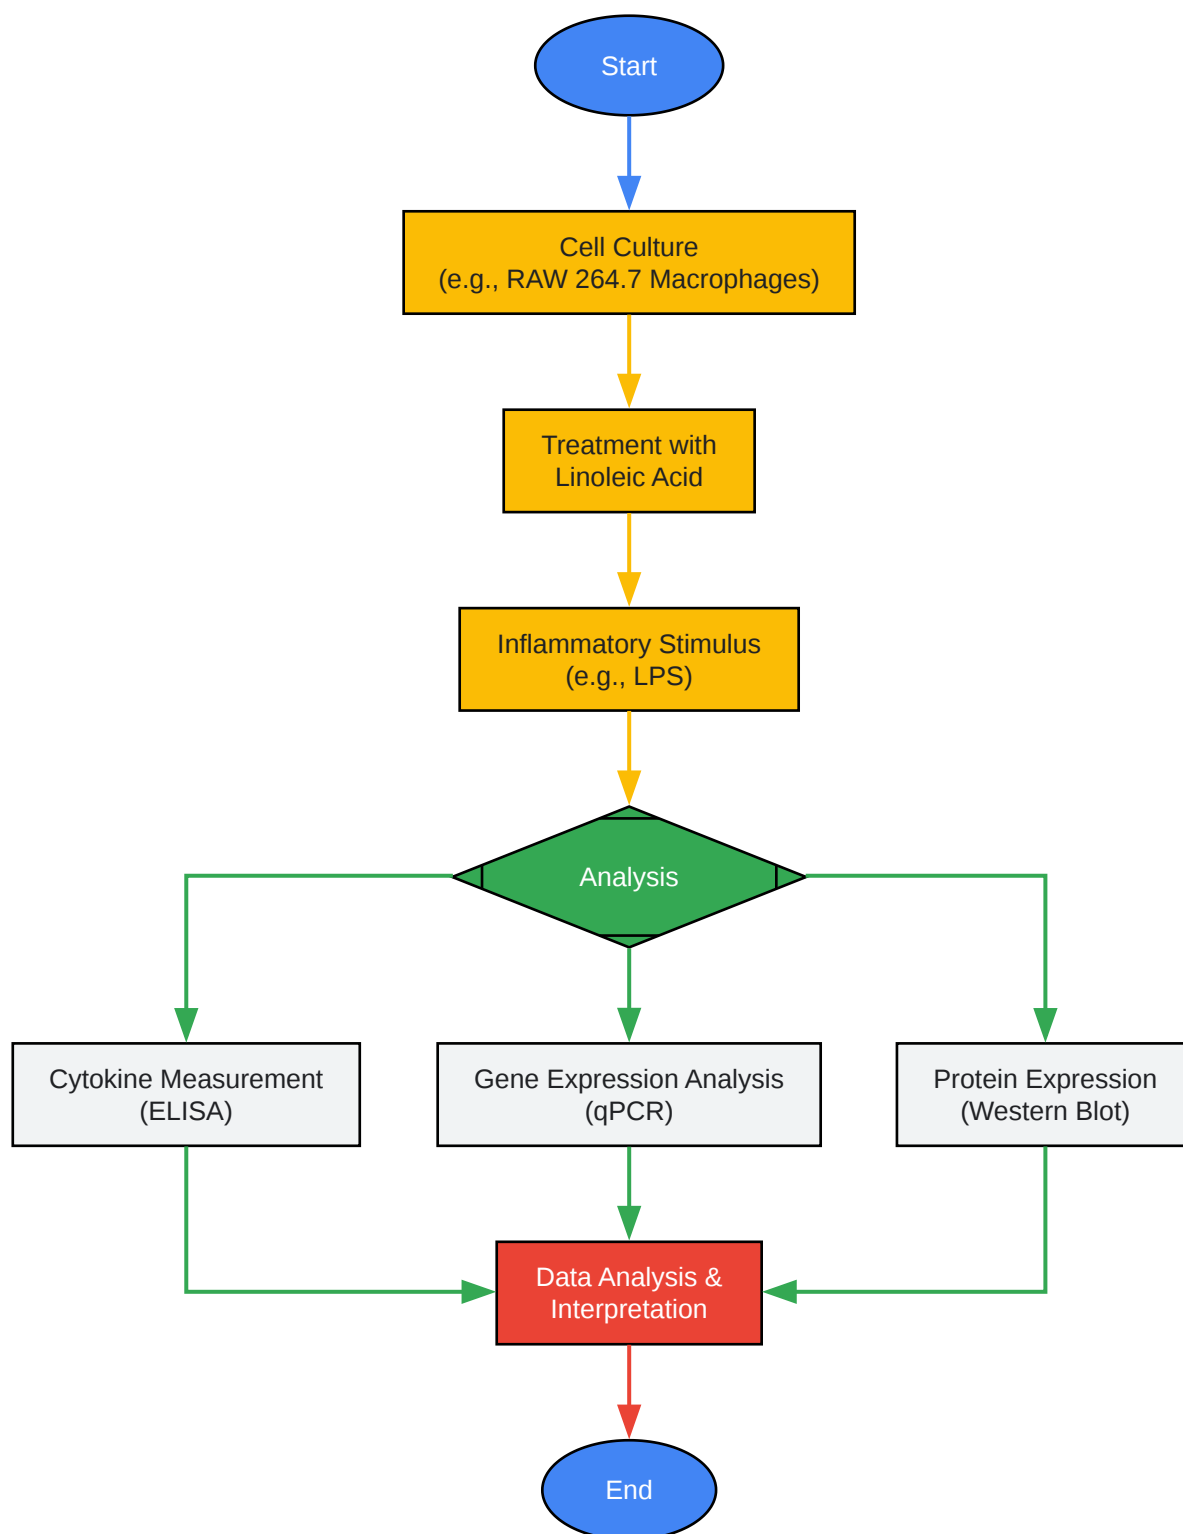 Start
Cell Culture
(e.g., RAW 264.7 Macrophages)
Treatment with
Linoleic Acid
Inflammatory Stimulus
(e.g., LPS)
Analysis
Cytokine Measurement
(ELISA)
Gene Expression Analysis
(qPCR)
Protein Expression
(Western Blot)
Data Analysis &
Interpretation
End